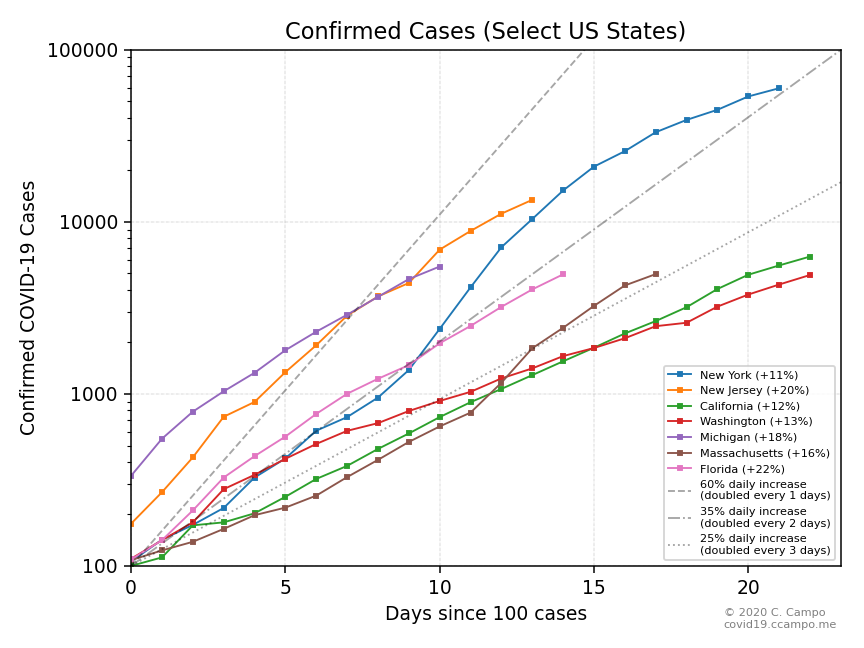 Confirmed Cases (Select US States)
100000
10000
1000
100
Confirmed COVID-19 Cases
0
5
10
15
20
Days since 100 cases
New York (+11%)
New Jersey (+20%)
California (+12%)
Washington (+13%)
Michigan (+18%)
Massachusetts (+16%)
Florida (+22%)
60% daily increase
(doubled every 1 days)
35% daily increase
(doubled every 2 days)
25% daily increase
(doubled every 3 days)
© 2020 C. Campo
covid19.ccampo.me